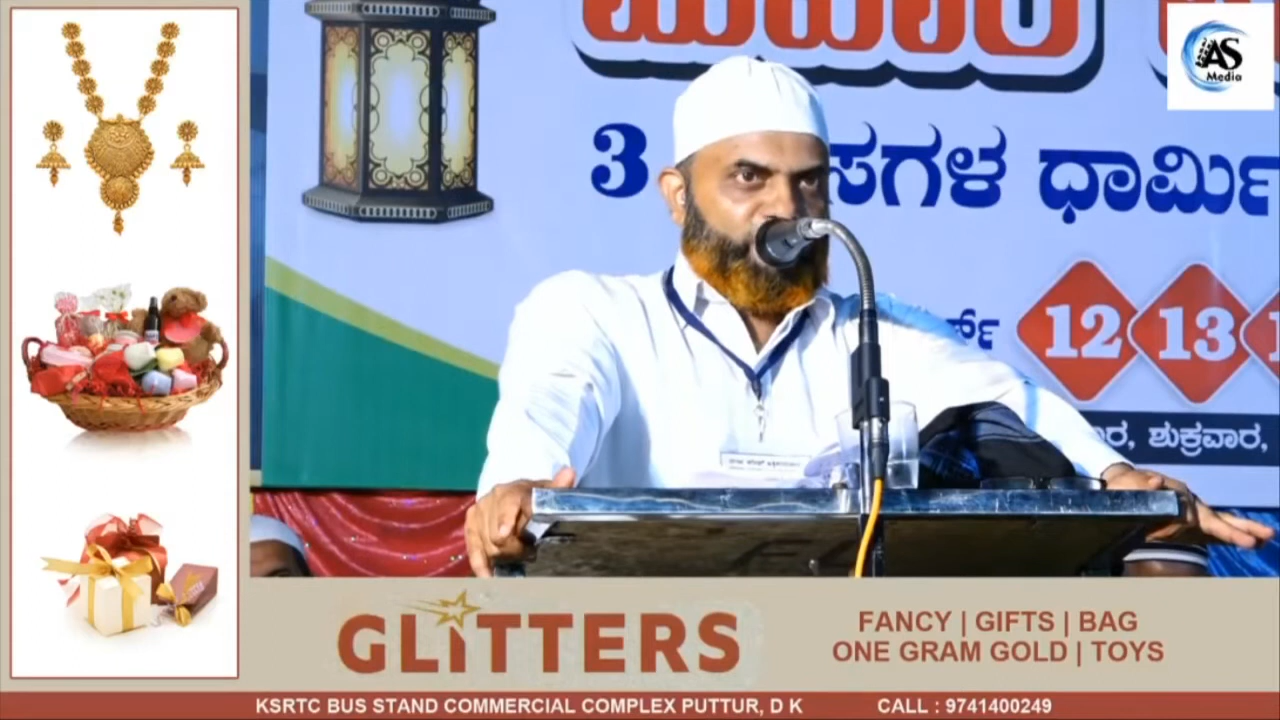 AS
Media
3
ಸಗಳ ಧಾರ್ಮಿ
12 13
ಶುಕ್ರವಾರ,
GLITTERS
FANCY | GIFTS | BAG
ONE GRAM GOLD | TOYS
KSRTC BUS STAND COMMERCIAL COMPLEX PUTTUR, D K
CALL : 9741400249